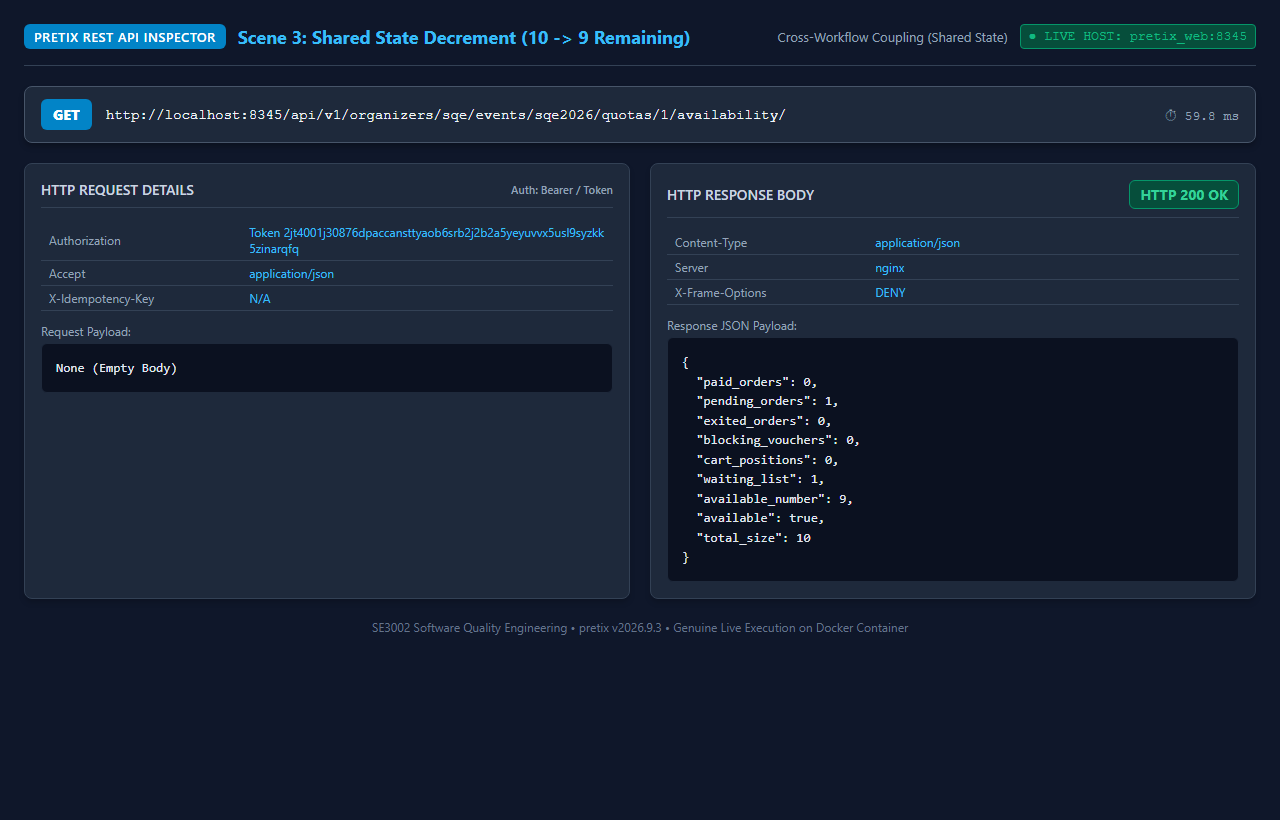 PRETIX REST API INSPECTOR
Scene 3: Shared State Decrement (10 -> 9 Remaining)
Cross-Workflow Coupling (Shared State)
● LIVE HOST: pretix_web:8345
GET
http://localhost:8345/api/v1/organizers/sqe/events/sqe2026/quotas/1/availability/
⏱ 59.8 ms
HTTP REQUEST DETAILS
Auth: Bearer / Token
Authorization
Token 2jt4001j30876dpaccansttyaob6srb2j2b2a5yeyuvvx5usl9syzkk
5zinarqfq
Accept
application/json
X-Idempotency-Key
N/A
Request Payload:
None (Empty Body)
HTTP RESPONSE BODY
HTTP 200 OK
Content-Type
application/json
Server
nginx
X-Frame-Options
DENY
Response JSON Payload:
{
  "paid_orders": 0,
  "pending_orders": 1,
  "exited_orders": 0,
  "blocking_vouchers": 0,
  "cart_positions": 0,
  "waiting_list": 1,
  "available_number": 9,
  "available": true,
  "total_size": 10
}
SE3002 Software Quality Engineering • pretix v2026.9.3 • Genuine Live Execution on Docker Container